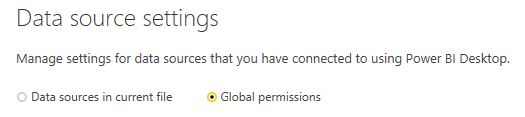 Data source settings
Manage settings for data sources that you have connected to using Power BI Desktop.
Data sources in current file Global permissions